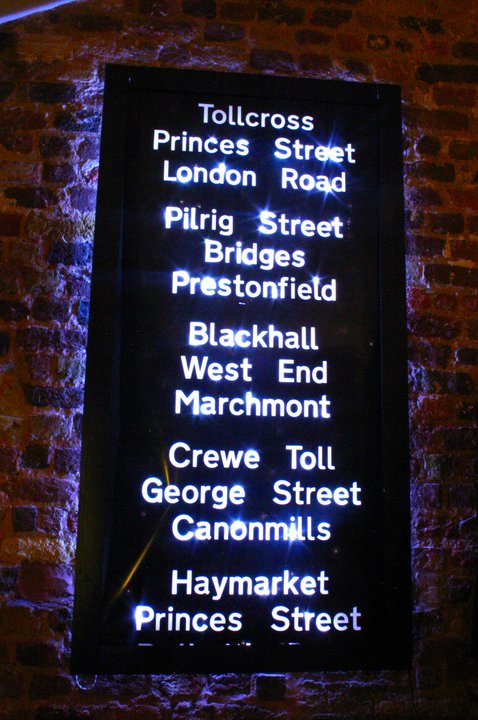 Tollcross
Princes Street
London Road
Pilrig Street
Bridges
Prestonfield
Blackhall
West End
Marchmont
Crewe Toll
George Street
Canonmills
Haymarket
Princes Street